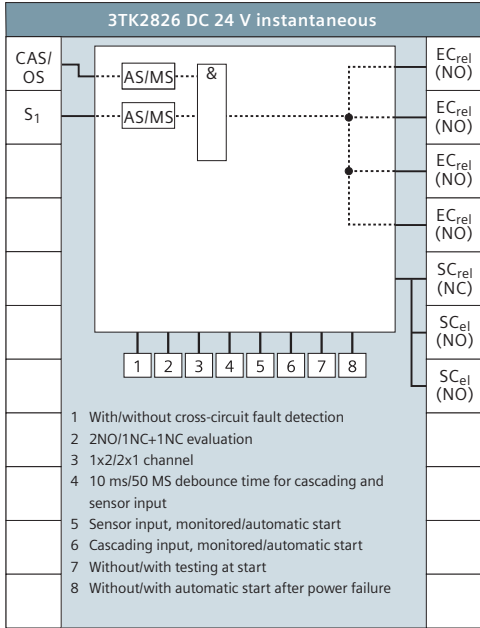 3TK2826 DC 24 V instantaneous
CAS/
OS
S1
AS/MS
AS/MS
&
ECrel
(NO)
ECrel
(NO)
ECrel
(NO)
ECrel
(NO)
SCrel
(NC)
SCel
(NO)
SCel
(NO)
1 2 3 4 5 6 7 8
1 With/without cross-circuit fault detection
2 2NO/1NC+1NC evaluation
3 1x2/2x1 channel
4 10 ms/50 MS debounce time for cascading and
sensor input
5 Sensor input, monitored/automatic start
6 Cascading input, monitored/automatic start
7 Without/with testing at start
8 Without/with automatic start after power failure